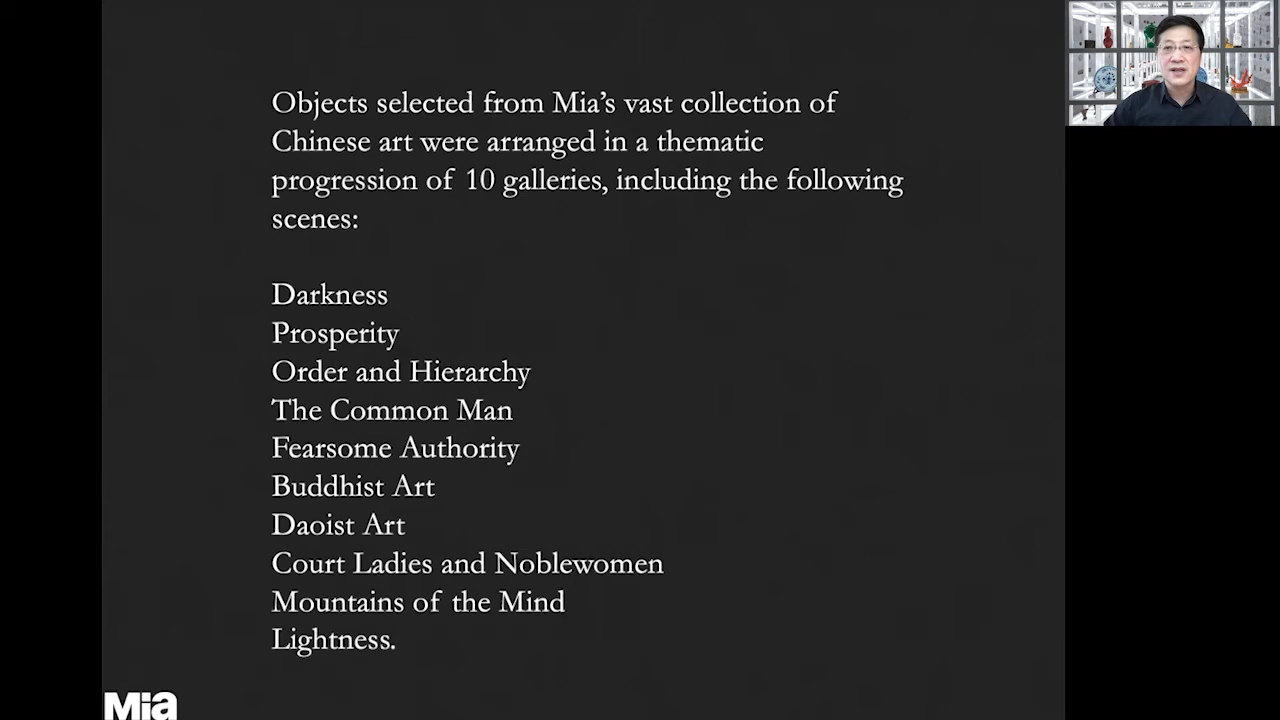 Objects selected from Mia’s vast collection of
Chinese art were arranged in a thematic
progression of 10 galleries, including the following
scenes:
Darkness
Prosperity
Order and Hierarchy
The Common Man
Fearsome Authority
Buddhist Art
Daoist Art
Court Ladies and Noblewomen
Mountains of the Mind
Lightness.
Mia